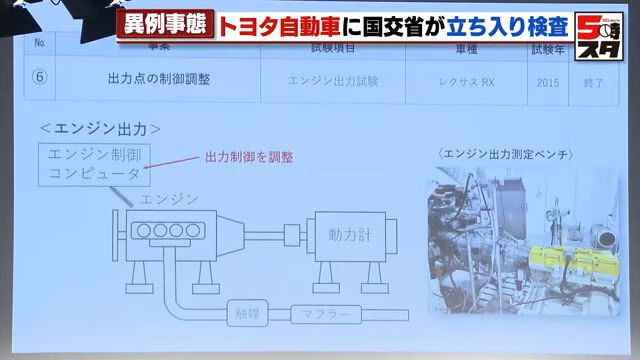 異例事態 トヨタ自動車に国交省が立ち入り検査
5時スタ
No. 事案 試験項目 車種 試験年
⑥ 出力点の制御調整 エンジン出力試験 レクサス RX 2015 終了
＜エンジン出力＞
エンジン制御
コンピュータ
出力制御を調整
〈エンジン出力測定ベンチ〉
エンジン
動力計
触媒
マフラー